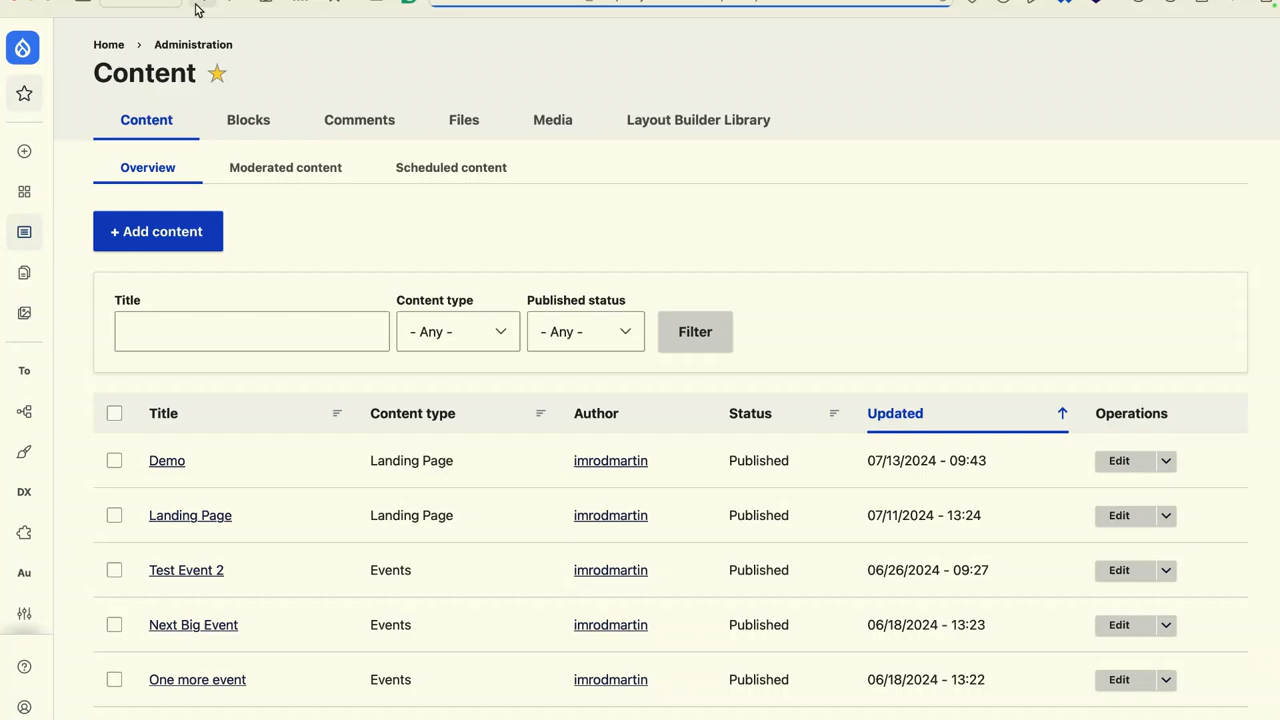 Home › Administration
Content
Content Blocks Comments Files Media Layout Builder Library
Overview Moderated content Scheduled content
+ Add content
Title Content type Published status
- Any - - Any - Filter
Title Content type Author Status Updated Operations
Demo Landing Page imrodmartin Published 07/13/2024 - 09:43 Edit
Landing Page Landing Page imrodmartin Published 07/11/2024 - 13:24 Edit
Test Event 2 Events imrodmartin Published 06/26/2024 - 09:27 Edit
Next Big Event Events imrodmartin Published 06/18/2024 - 13:23 Edit
One more event Events imrodmartin Published 06/18/2024 - 13:22 Edit
To
DX
Au